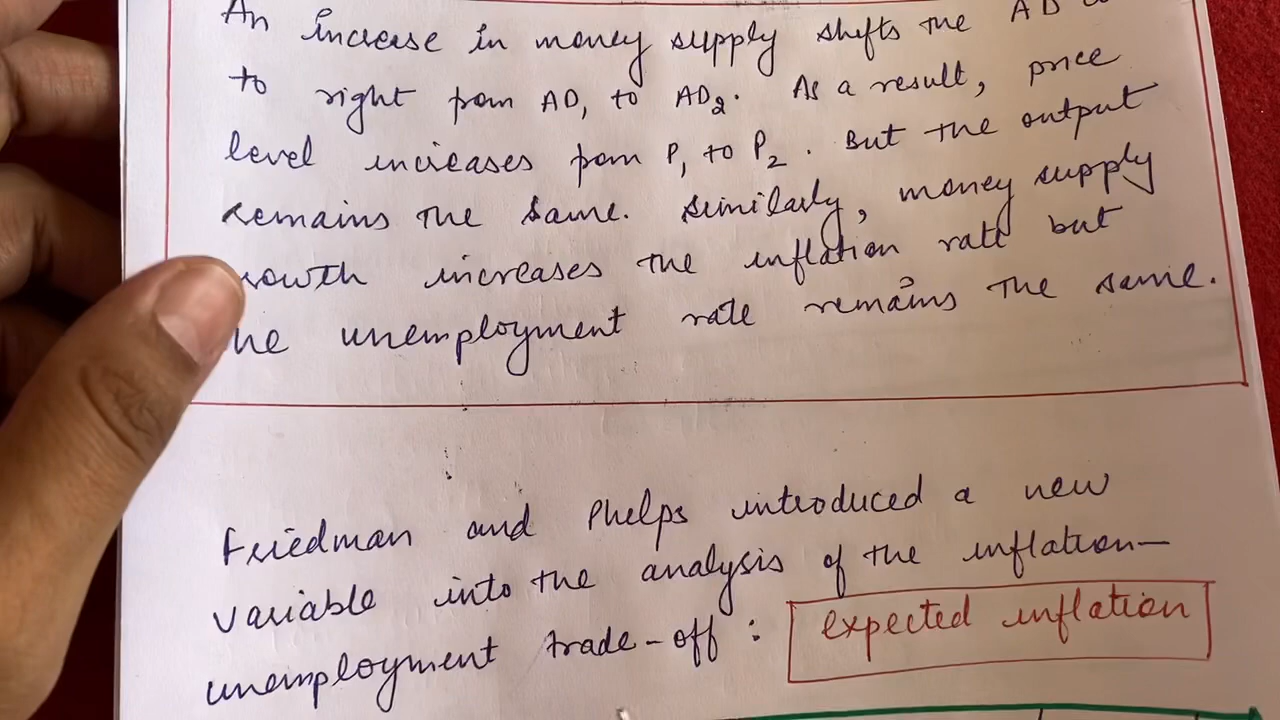 An increase in money supply shifts the AD
to right from AD₁ to AD₂. As a result, price
level increases from P₁ to P₂. But the output
remains the same. Similarly, money supply
rowth increases the inflation rate but
he unemployment rate remains the same.
Friedman and Phelps introduced a new
variable into the analysis of the inflation-
unemployment trade-off: expected inflation